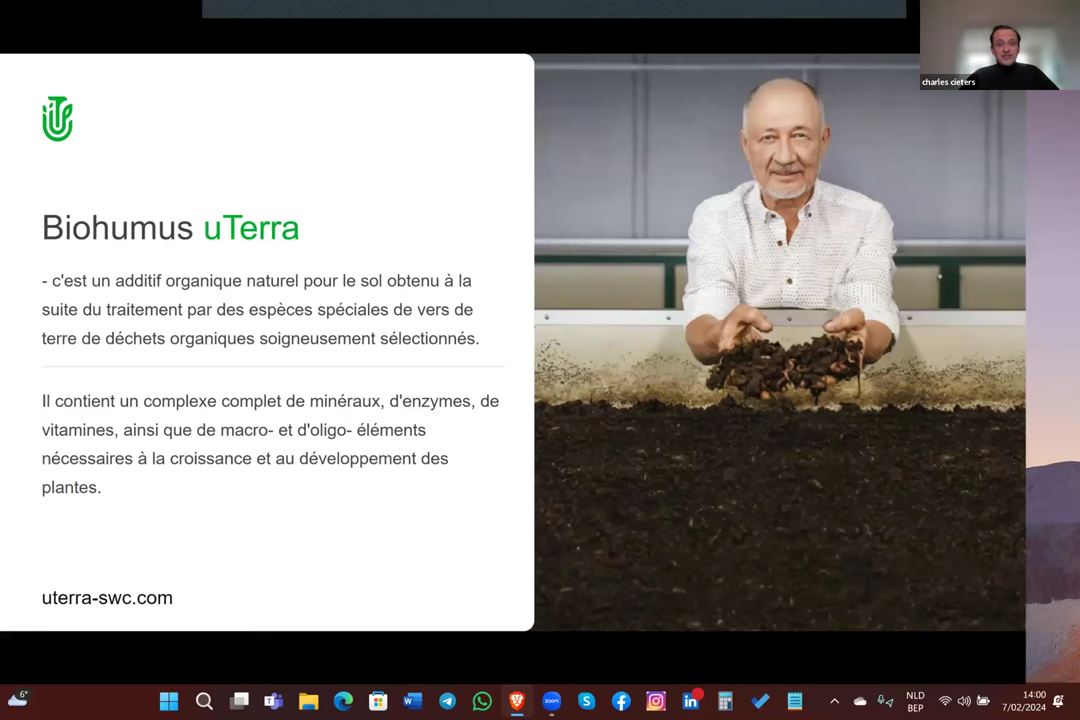 charles cieters
Biohumus uTerra
- c'est un additif organique naturel pour le sol obtenu à la
suite du traitement par des espèces spéciales de vers de
terre de déchets organiques soigneusement sélectionnés.
Il contient un complexe complet de minéraux, d'enzymes, de
vitamines, ainsi que de macro- et d'oligo- éléments
nécessaires à la croissance et au développement des
plantes.
uterra-swc.com
6°
NLD
BEP
14:00
7/02/2024